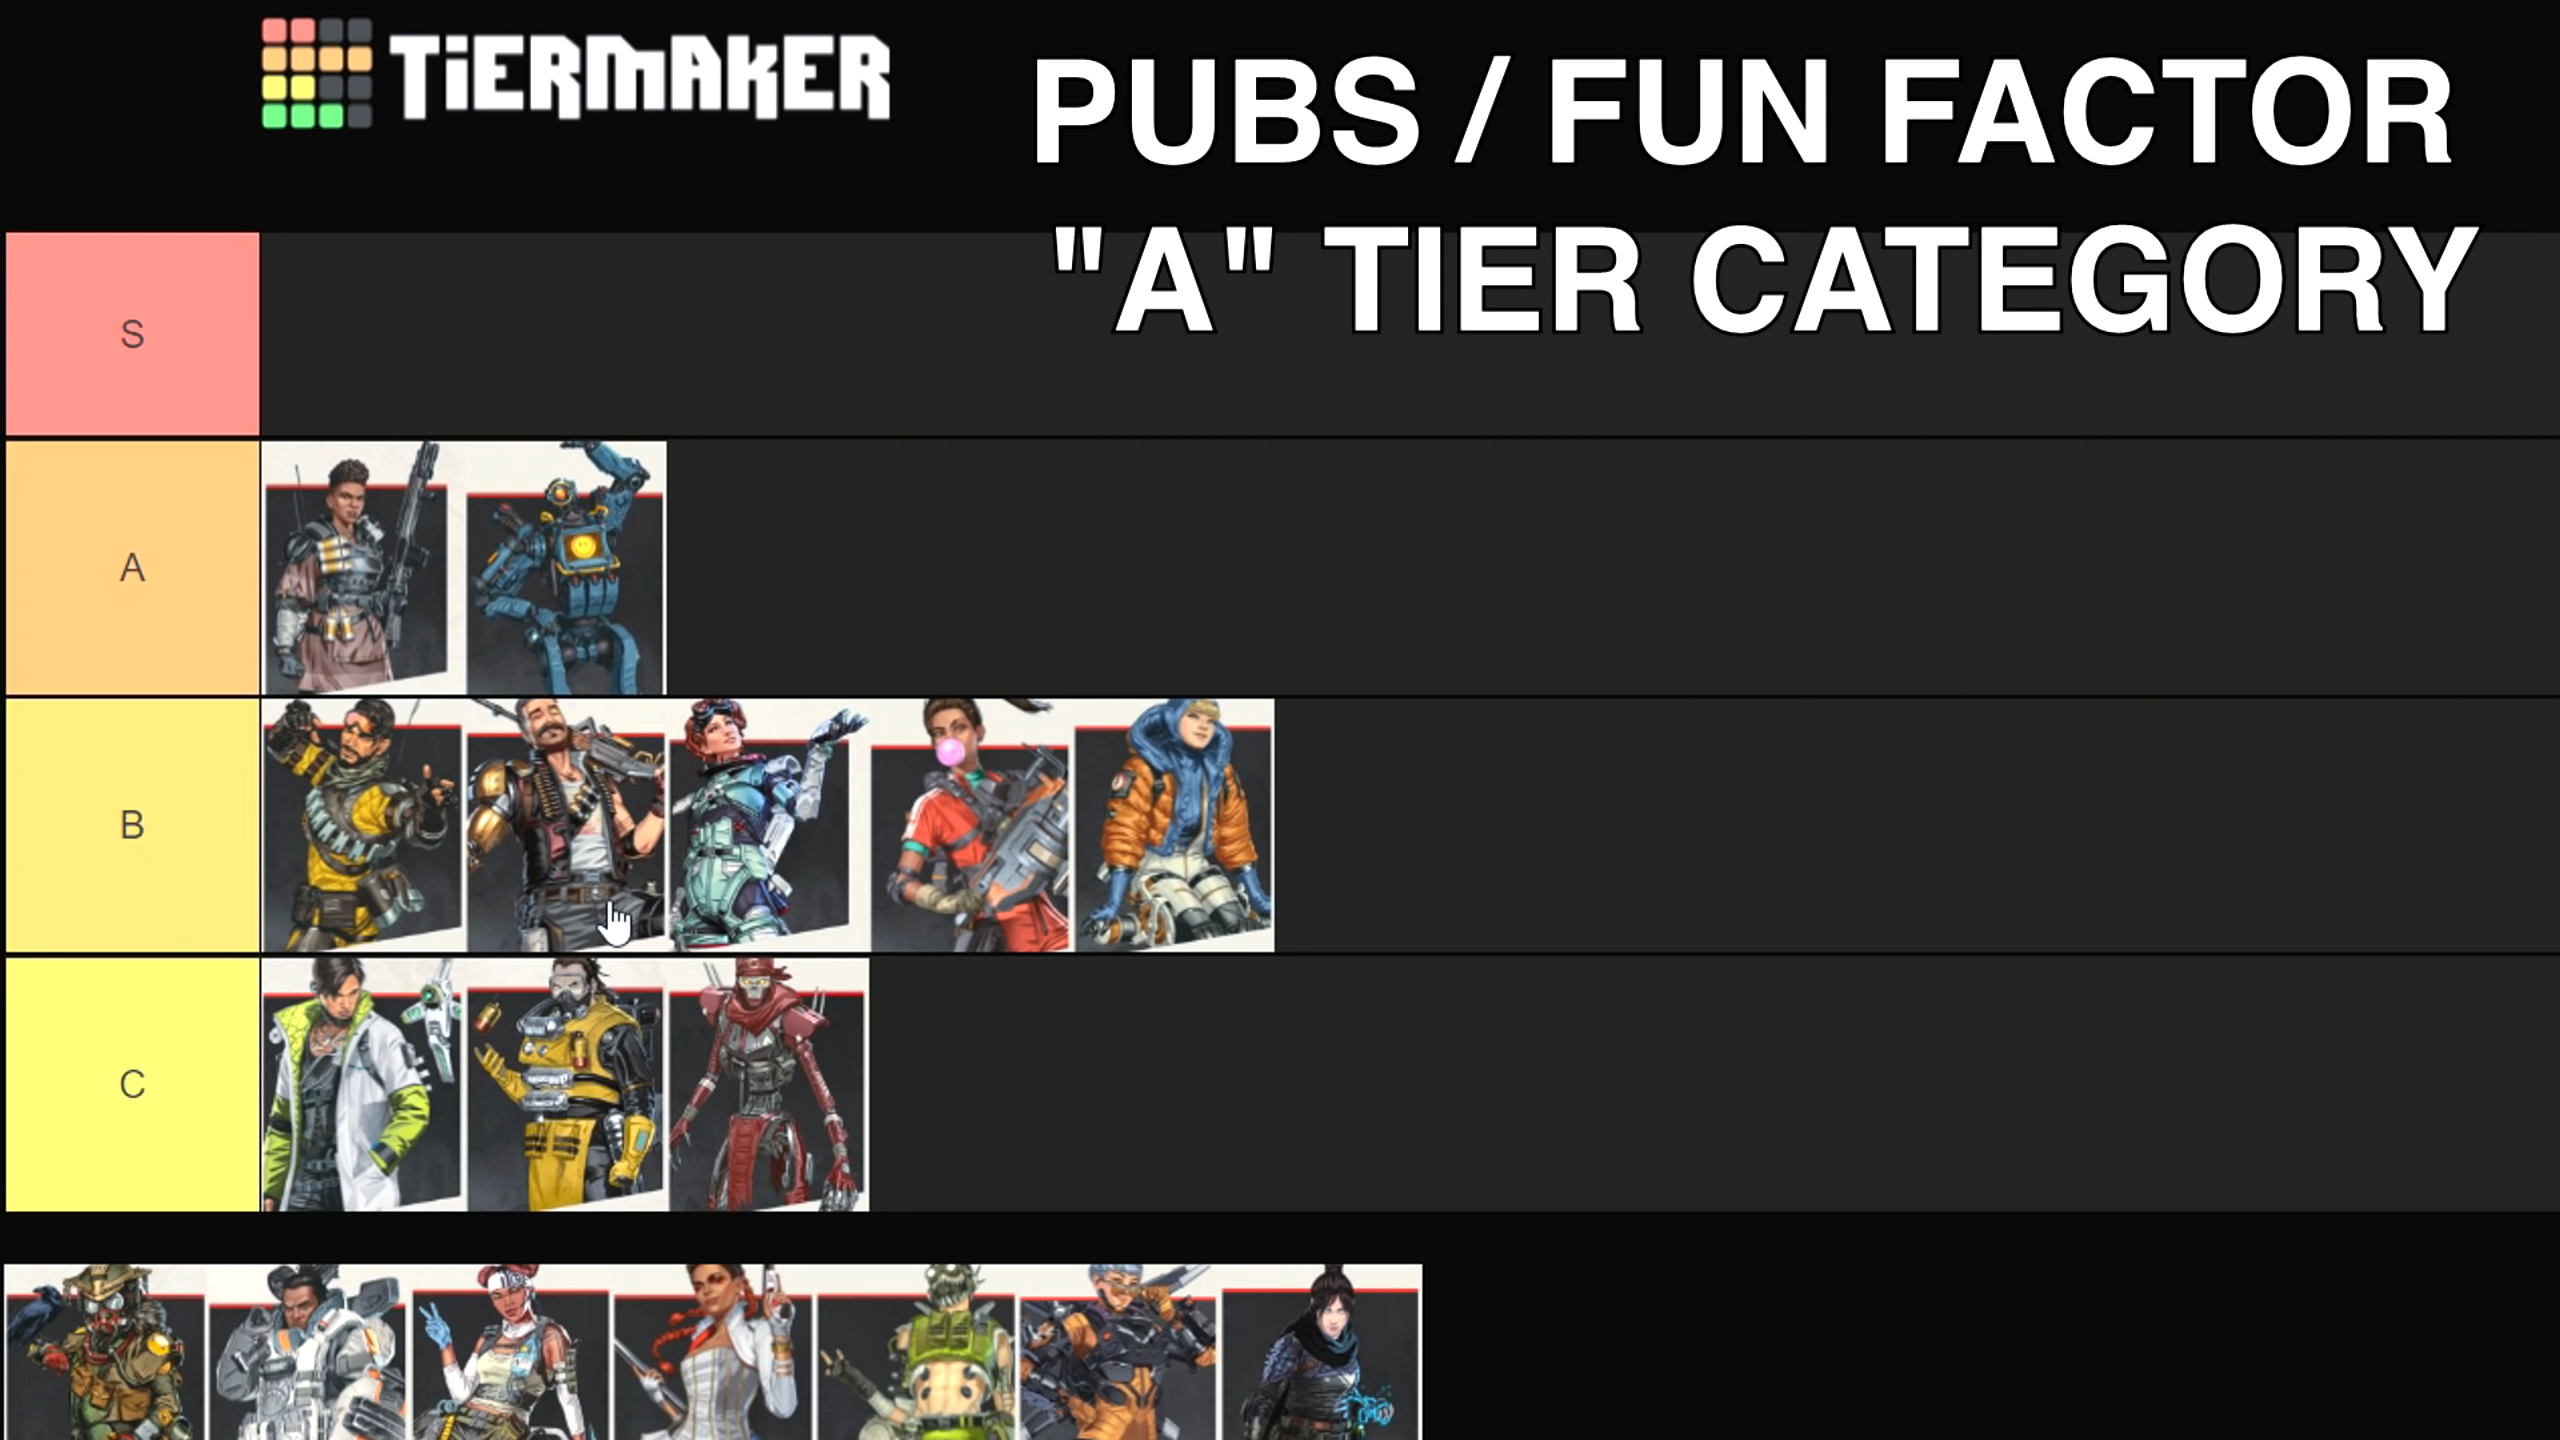 TiERMAKER
PUBS / FUN FACTOR
"A" TIER CATEGORY
S
A
B
C